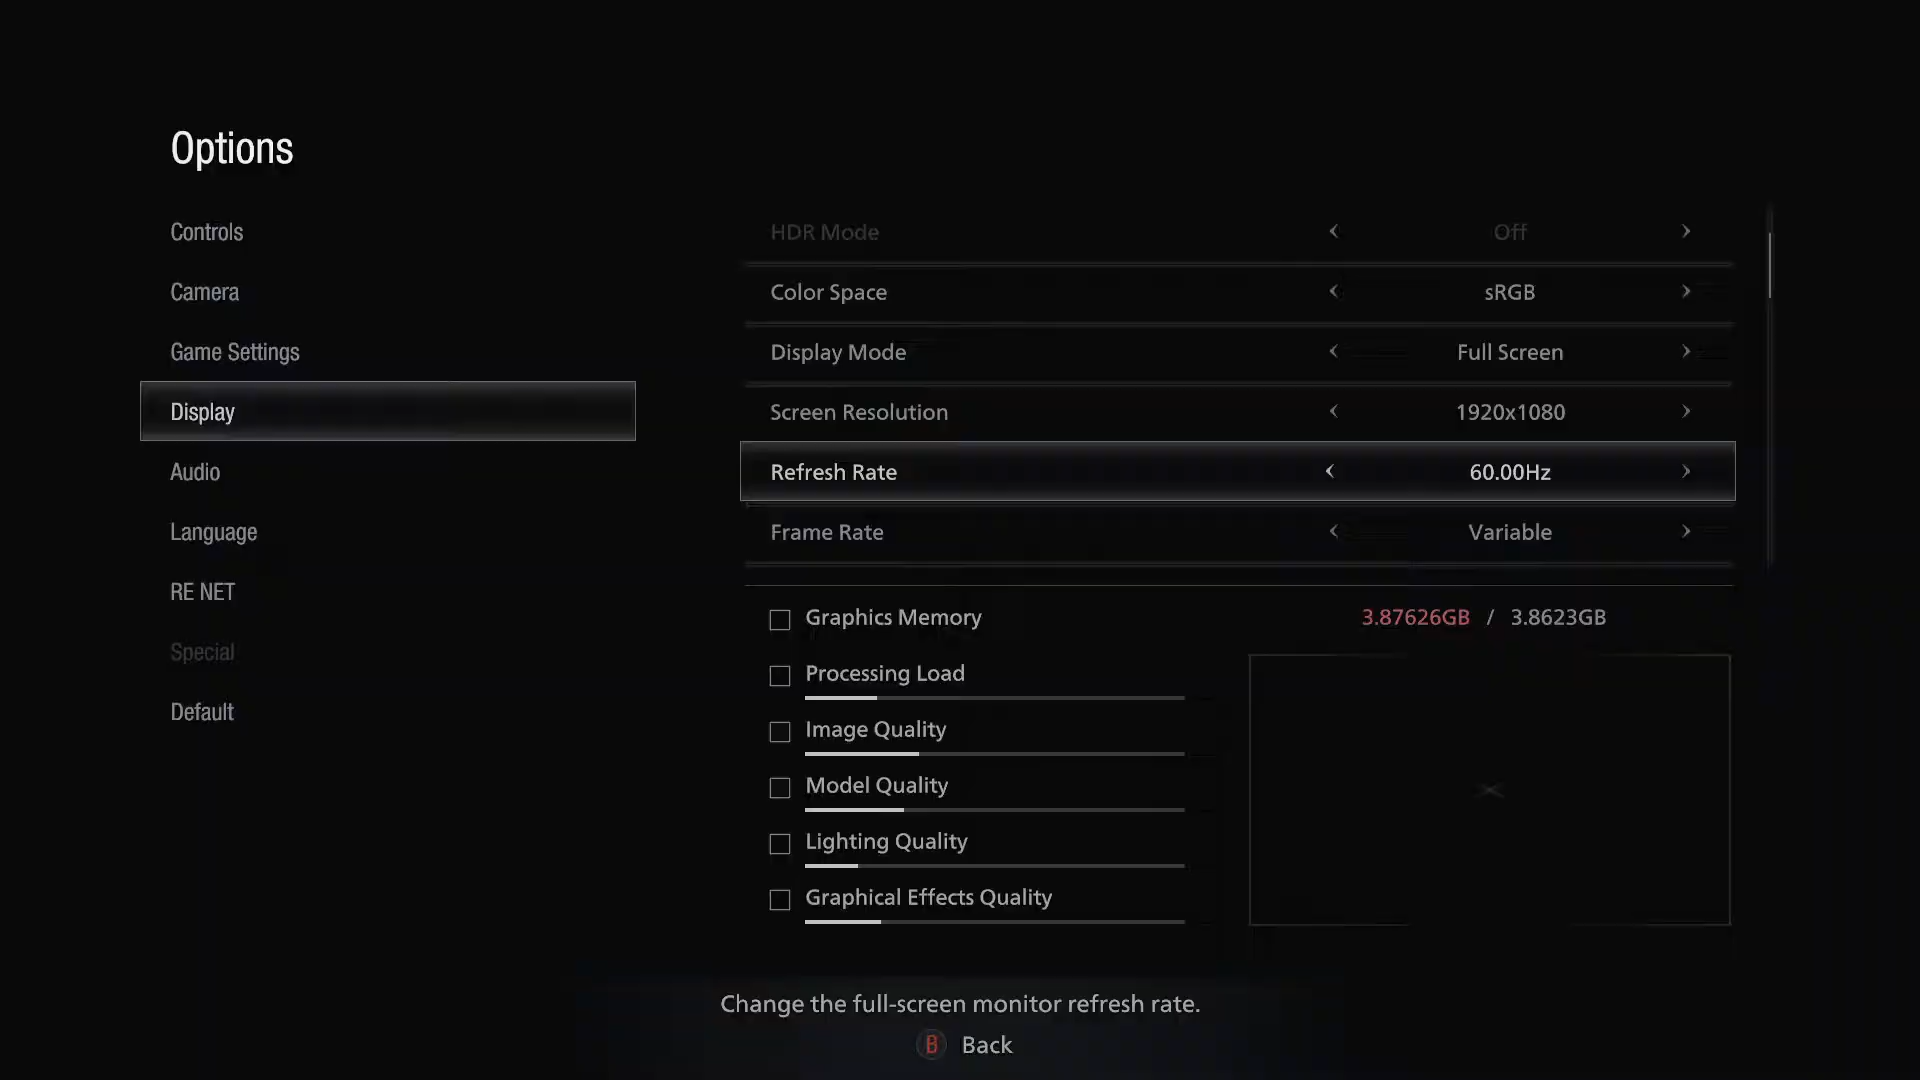 Options
Controls
Camera
Game Settings
Display
Audio
Language
RE NET
Special
Default
HDR Mode Off
Color Space sRGB
Display Mode Full Screen
Screen Resolution 1920x1080
Refresh Rate 60.00Hz
Frame Rate Variable
Graphics Memory 3.87626GB / 3.8623GB
Processing Load
Image Quality
Model Quality
Lighting Quality
Graphical Effects Quality
Change the full-screen monitor refresh rate.
B Back